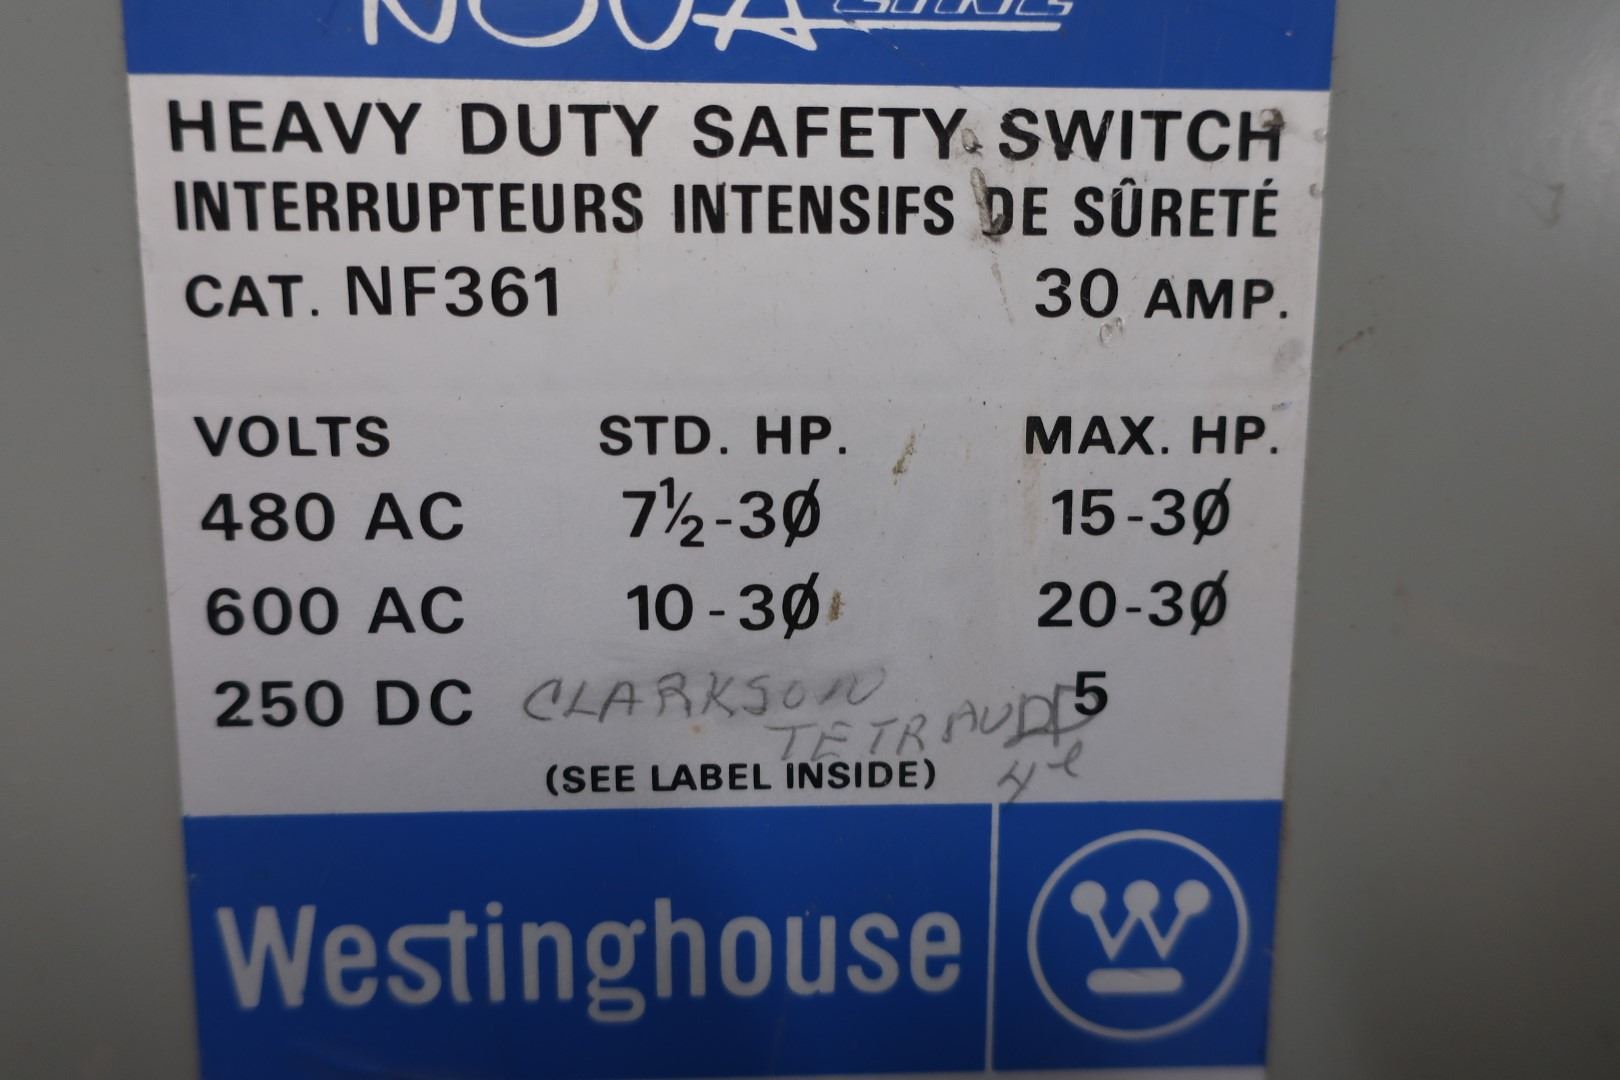 NOVA LINE
HEAVY DUTY SAFETY SWITCH
INTERRUPTEURS INTENSIFS DE SÛRETÉ
CAT. NF361 30 AMP.
VOLTS STD. HP. MAX. HP.
480 AC 7½-3Ø 15-3Ø
600 AC 10-3Ø 20-3Ø
250 DC CLARKSON 5
(SEE LABEL INSIDE)
Westinghouse W